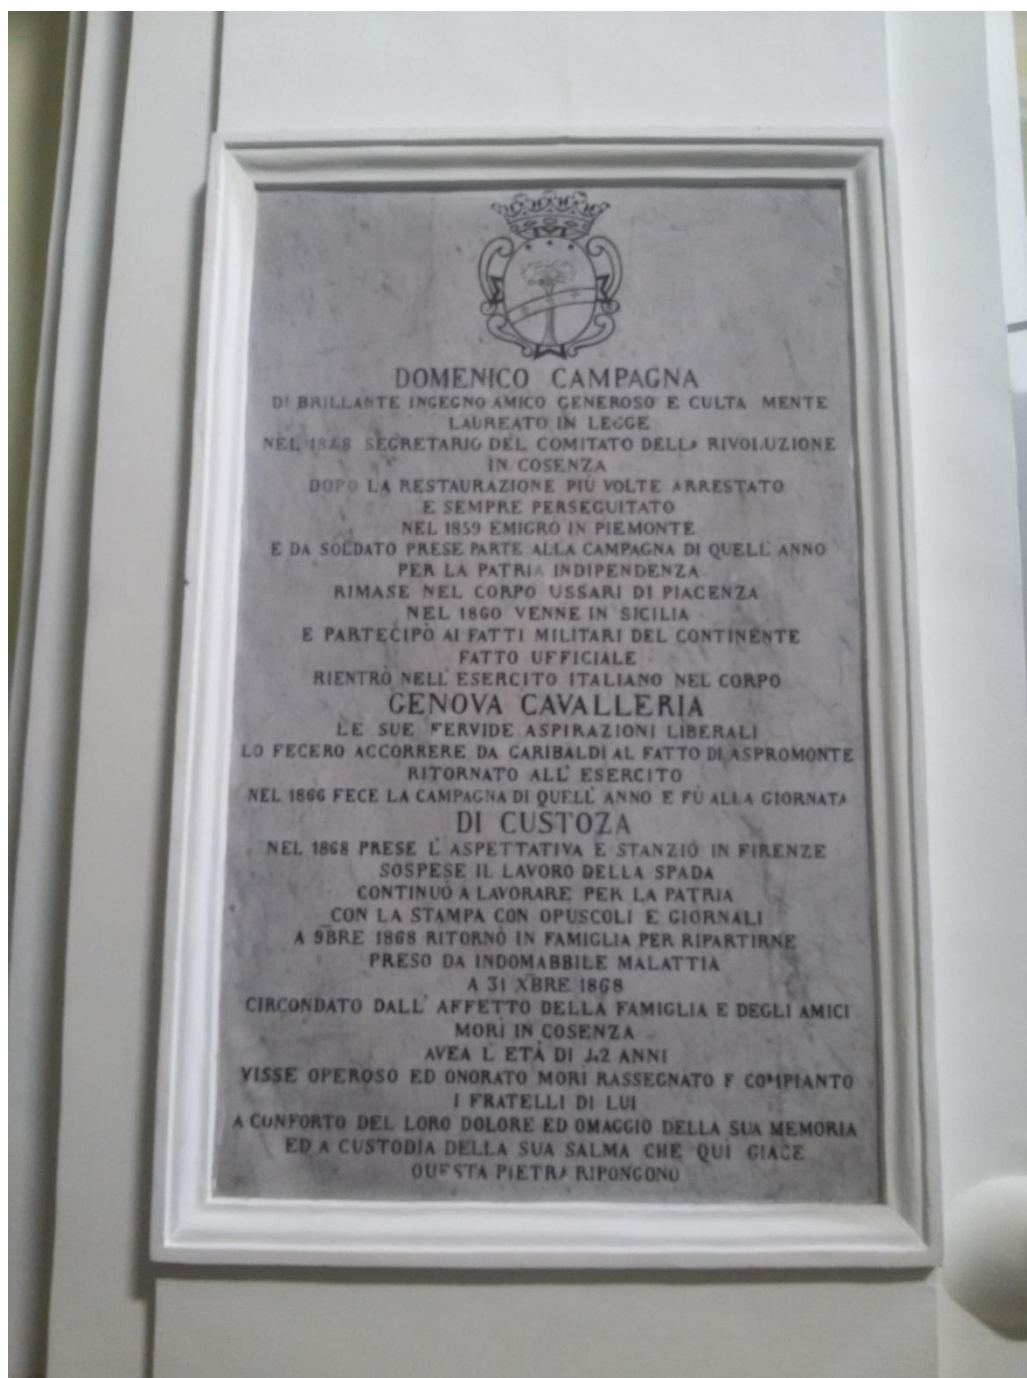 DOMENICO CAMPAGNA
DI BRILLANTE INGEGNO AMICO GENEROSO E CULTA MENTE
LAUREATO IN LEGGE
NEL 1848 SEGRETARIO DEL COMITATO DELLA RIVOLUZIONE
IN COSENZA
DOPO LA RESTAURAZIONE PIÙ VOLTE ARRESTATO
E SEMPRE PERSEGUITATO
NEL 1859 EMIGRÒ IN PIEMONTE
E DA SOLDATO PRESE PARTE ALLA CAMPAGNA DI QUELL' ANNO
PER LA PATRIA INDIPENDENZA
RIMASE NEL CORPO USSARI DI PIACENZA
NEL 1860 VENNE IN SICILIA
E PARTECIPÒ AI FATTI MILITARI DEL CONTINENTE
FATTO UFFICIALE
RIENTRÒ NELL' ESERCITO ITALIANO NEL CORPO
GENOVA CAVALLERIA
LE SUE FERVIDE ASPIRAZIONI LIBERALI
LO FECERO ACCORRERE DA GARIBALDI AL FATTO DI ASPROMONTE
RITORNATO ALL' ESERCITO
NEL 1866 FECE LA CAMPAGNA DI QUELL' ANNO E FÙ ALLA GIORNATA
DI CUSTOZA
NEL 1868 PRESE L' ASPETTATIVA E STANZIÒ IN FIRENZE
SOSPESE IL LAVORO DELLA SPADA
CONTINUÒ A LAVORARE PER LA PATRIA
CON LA STAMPA CON OPUSCOLI E GIORNALI
A 9BRE 1868 RITORNÒ IN FAMIGLIA PER RIPARTIRNE
PRESO DA INDOMABBILE MALATTIA
A 31 XBRE 1868
CIRCONDATO DALL' AFFETTO DELLA FAMIGLIA E DEGLI AMICI
MORÌ IN COSENZA
AVEA L' ETÀ DI 42 ANNI
VISSE OPEROSO ED ONORATO MORÌ RASSEGNATO E COMPIANTO
I FRATELLI DI LUI
A CONFORTO DEL LORO DOLORE ED OMAGGIO DELLA SUA MEMORIA
ED A CUSTODIA DELLA SUA SALMA CHE QUI GIACE
QUESTA PIETRA RIPONGONO